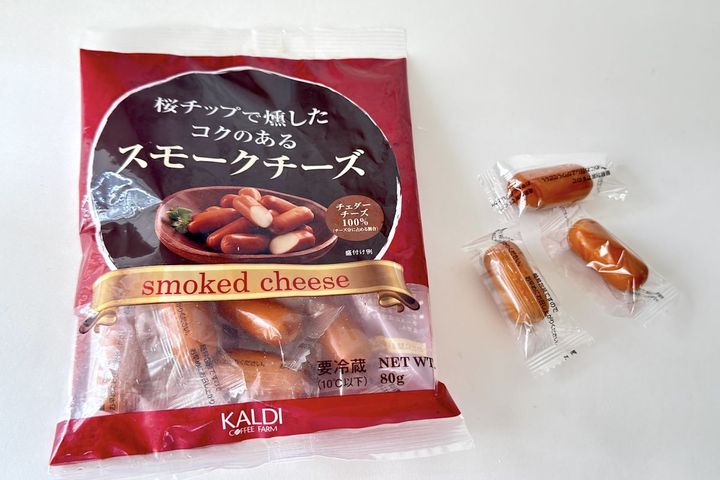 桜チップで燻した
コクのある
スモークチーズ
チェダー
チーズ
100%
(チーズ分に占める割合)
盛付け例
smoked cheese
要冷蔵
(10℃以下)
NET WT.
80g
KALDI
COFFEE FARM